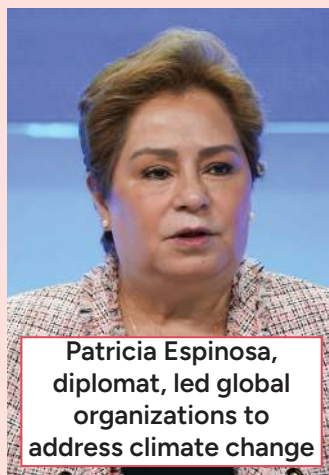 Patricia Espinosa,
diplomat, led global
organizations to
address climate change